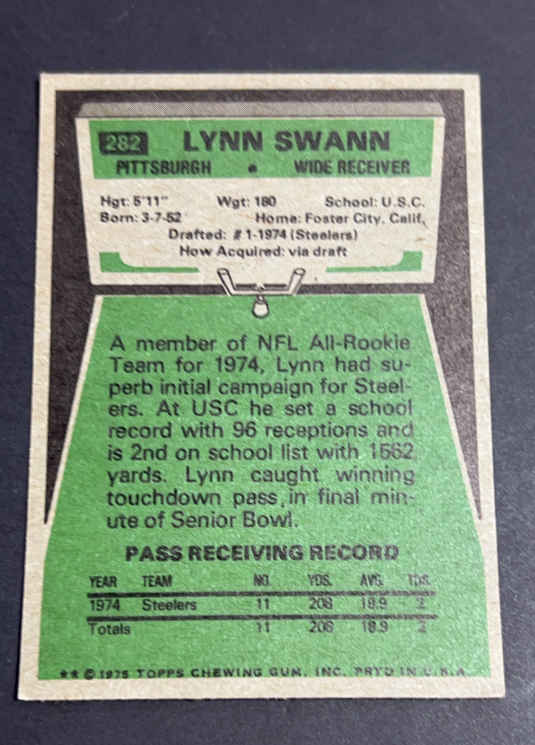 282 LYNN SWANN
PITTSBURGH • WIDE RECEIVER
Hgt: 5'11" Wgt: 180 School: U.S.C.
Born: 3-7-52 Home: Foster City, Calif.
Drafted: #1-1974 (Steelers)
How Acquired: via draft
A member of NFL All-Rookie
Team for 1974, Lynn had su-
perb initial campaign for Steel-
ers. At USC he set a school
record with 96 receptions and
is 2nd on school list with 1562
yards. Lynn caught winning
touchdown pass in final min-
ute of Senior Bowl.
PASS RECEIVING RECORD
YEAR TEAM NO. YDS. AVG. TDS.
1974 Steelers 11 208 18.9 2
Totals 11 208 18.9 2
** © 1975 TOPPS CHEWING GUM, INC. PRTD IN U.S.A.